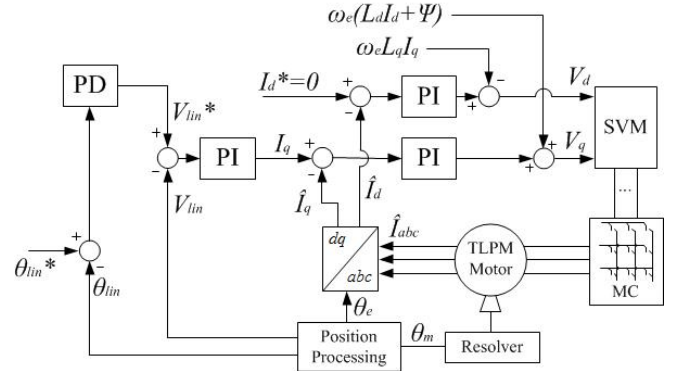 ωe(LdId+Ψ)
ωeLqIq
PD
Id*=0
+
-
PI
+
-
Vd
SVM
Vlin*
+
-
PI
Iq
+
-
PI
+
+
Vq
Vlin
Îq
Îd
...
θlin*
+
-
θlin
dq
abc
Îabc
TLPM
Motor
MC
θe
Position
Processing
θm
Resolver